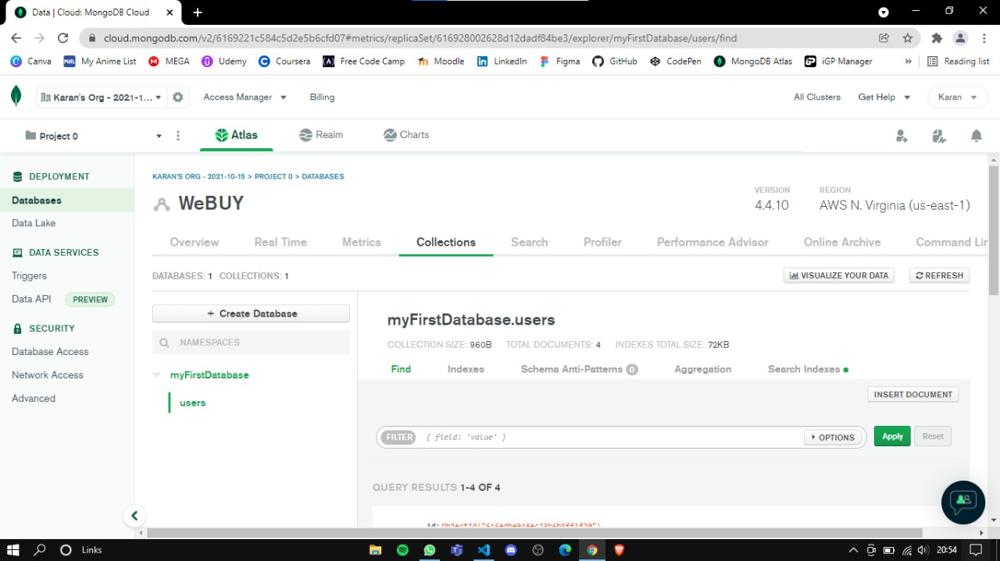 Data | Cloud: MongoDB Cloud
cloud.mongodb.com/v2/6169221c584c5d2e5b6cfd07#metrics/replicaSet/616928002628d12dadf84be3/explorer/myFirstDatabase/users/find
Canva MAL My Anime List MEGA Udemy Coursera Free Code Camp Moodle LinkedIn Figma GitHub CodePen MongoDB Atlas iGP Manager » Reading list
Karan's Org - 2021-1... Access Manager Billing All Clusters Get Help Karan
Project 0 Atlas Realm Charts
DEPLOYMENT
Databases
Data Lake
DATA SERVICES
Triggers
Data API PREVIEW
SECURITY
Database Access
Network Access
Advanced
KARAN'S ORG - 2021-10-15 > PROJECT 0 > DATABASES
WeBUY
VERSION
4.4.10
REGION
AWS N. Virginia (us-east-1)
Overview Real Time Metrics Collections Search Profiler Performance Advisor Online Archive Command Lin
DATABASES: 1 COLLECTIONS: 1
VISUALIZE YOUR DATA REFRESH
+ Create Database
NAMESPACES
myFirstDatabase
users
myFirstDatabase.users
COLLECTION SIZE: 960B TOTAL DOCUMENTS: 4 INDEXES TOTAL SIZE: 72KB
Find Indexes Schema Anti-Patterns 0 Aggregation Search Indexes
INSERT DOCUMENT
FILTER { field: 'value' } OPTIONS Apply Reset
QUERY RESULTS 1-4 OF 4
Links
20:54